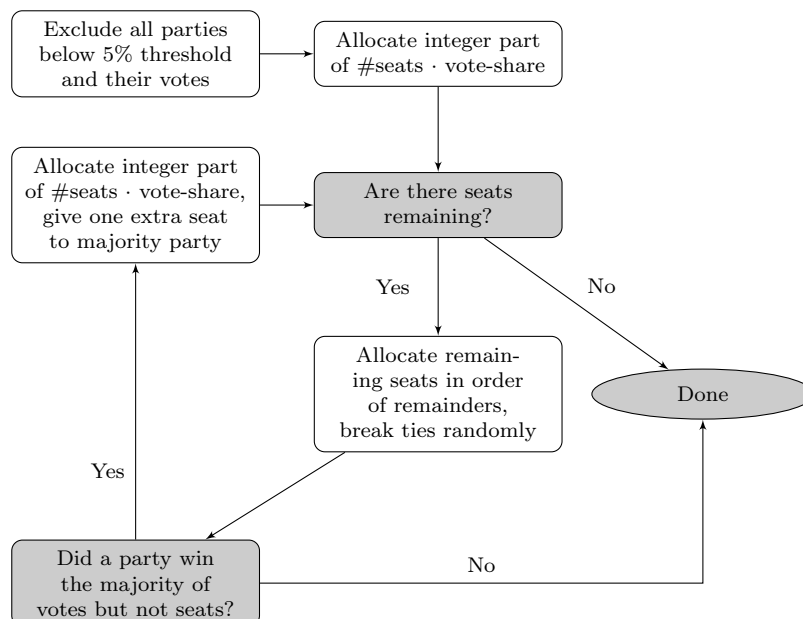 Exclude all parties
below 5% threshold
and their votes
Allocate integer part
of #seats · vote-share
Allocate integer part
of #seats · vote-share,
give one extra seat
to majority party
Are there seats
remaining?
Yes
No
Allocate remain-
ing seats in order
of remainders,
break ties randomly
Done
Yes
Did a party win
the majority of
votes but not seats?
No